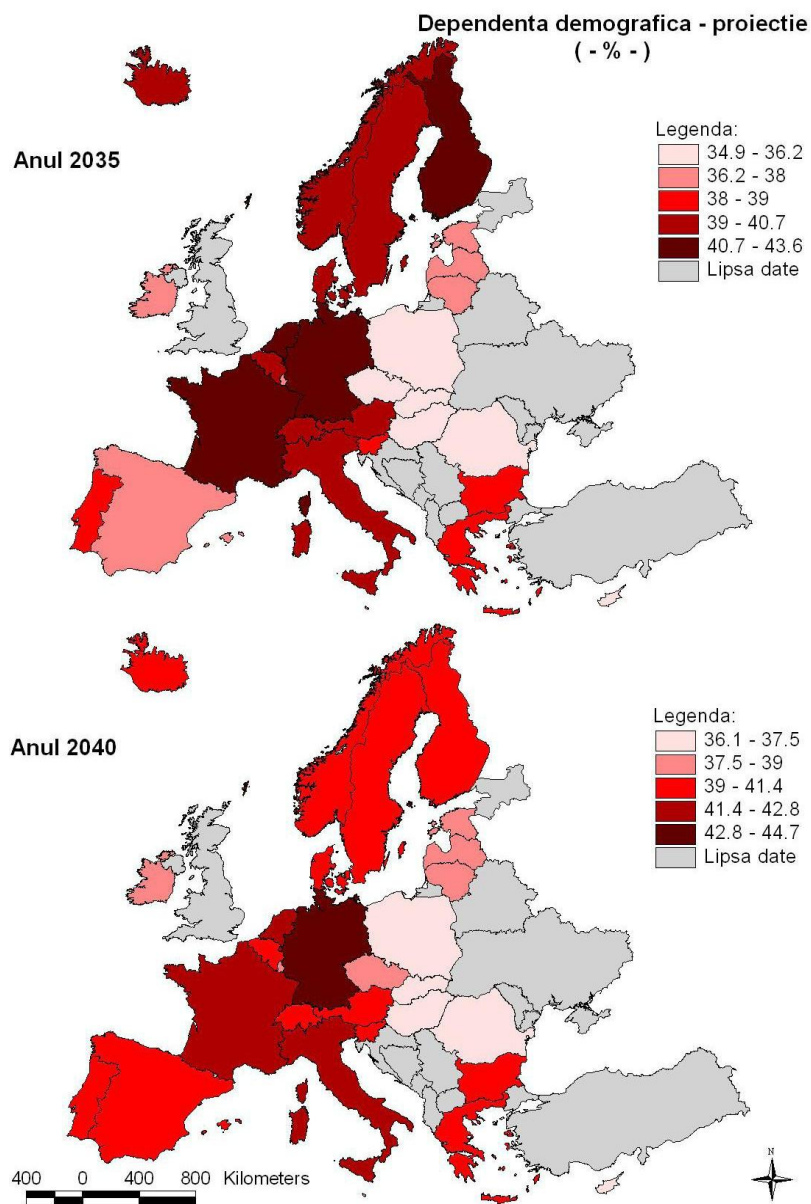 Dependenta demografica - proiectie
( - % - )
Anul 2035
Legenda:
34.9 - 36.2
36.2 - 38
38 - 39
39 - 40.7
40.7 - 43.6
Lipsa date
Anul 2040
Legenda:
36.1 - 37.5
37.5 - 39
39 - 41.4
41.4 - 42.8
42.8 - 44.7
Lipsa date
400 0 400 800 Kilometers
N